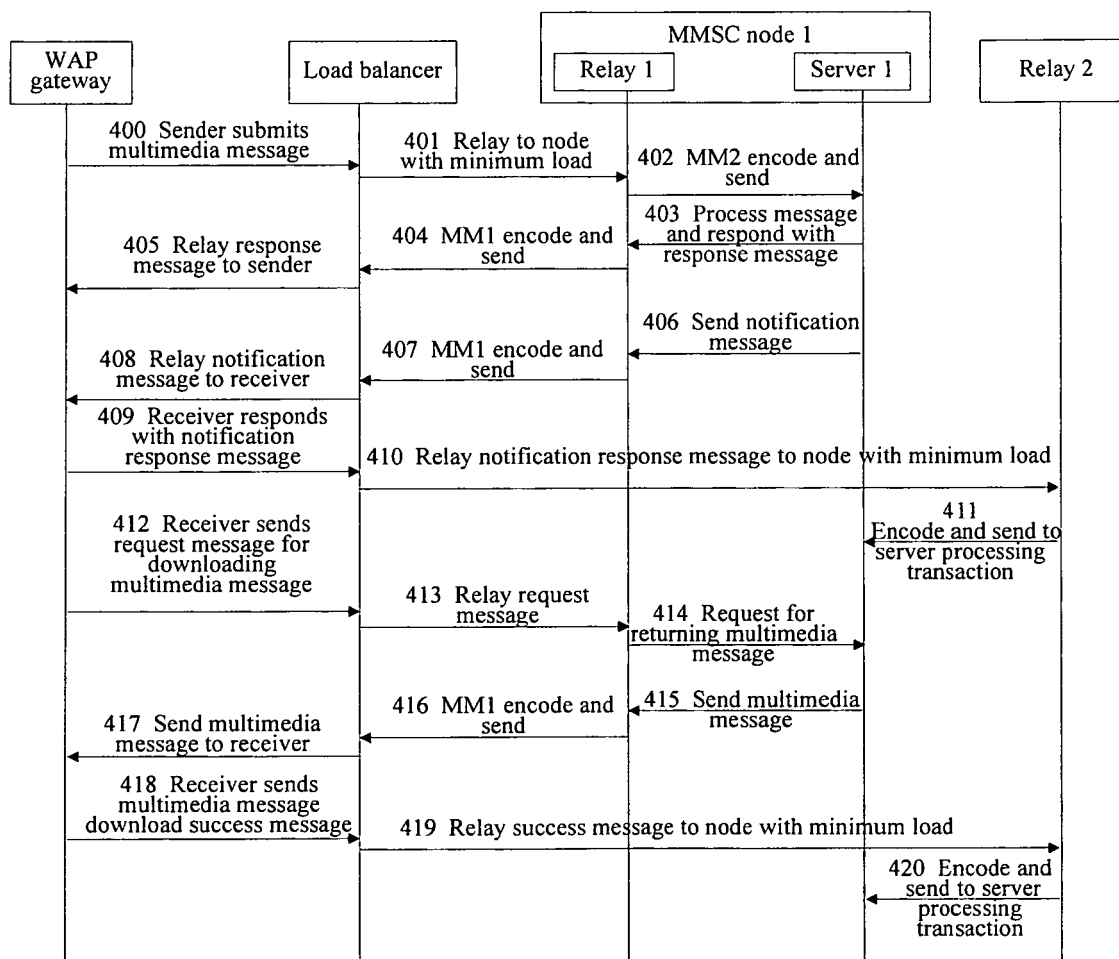 MMSC node 1
WAP
gateway
Load balancer
Relay 1
Server 1
Relay 2
400 Sender submits
multimedia message
401 Relay to node
with minimum load
402 MM2 encode and
send
403 Process message
and respond with
response message
404 MM1 encode and
send
405 Relay response
message to sender
406 Send notification
message
407 MM1 encode and
send
408 Relay notification
message to receiver
409 Receiver responds
with notification
response message
410 Relay notification response message to node with minimum load
411
Encode and send to
server processing
transaction
412 Receiver sends
request message for
downloading
multimedia message
413 Relay request
message
414 Request for
returning multimedia
message
415 Send multimedia
message
416 MM1 encode and
send
417 Send multimedia
message to receiver
418 Receiver sends
multimedia message
download success message
419 Relay success message to node with minimum load
420 Encode and
send to server
processing
transaction